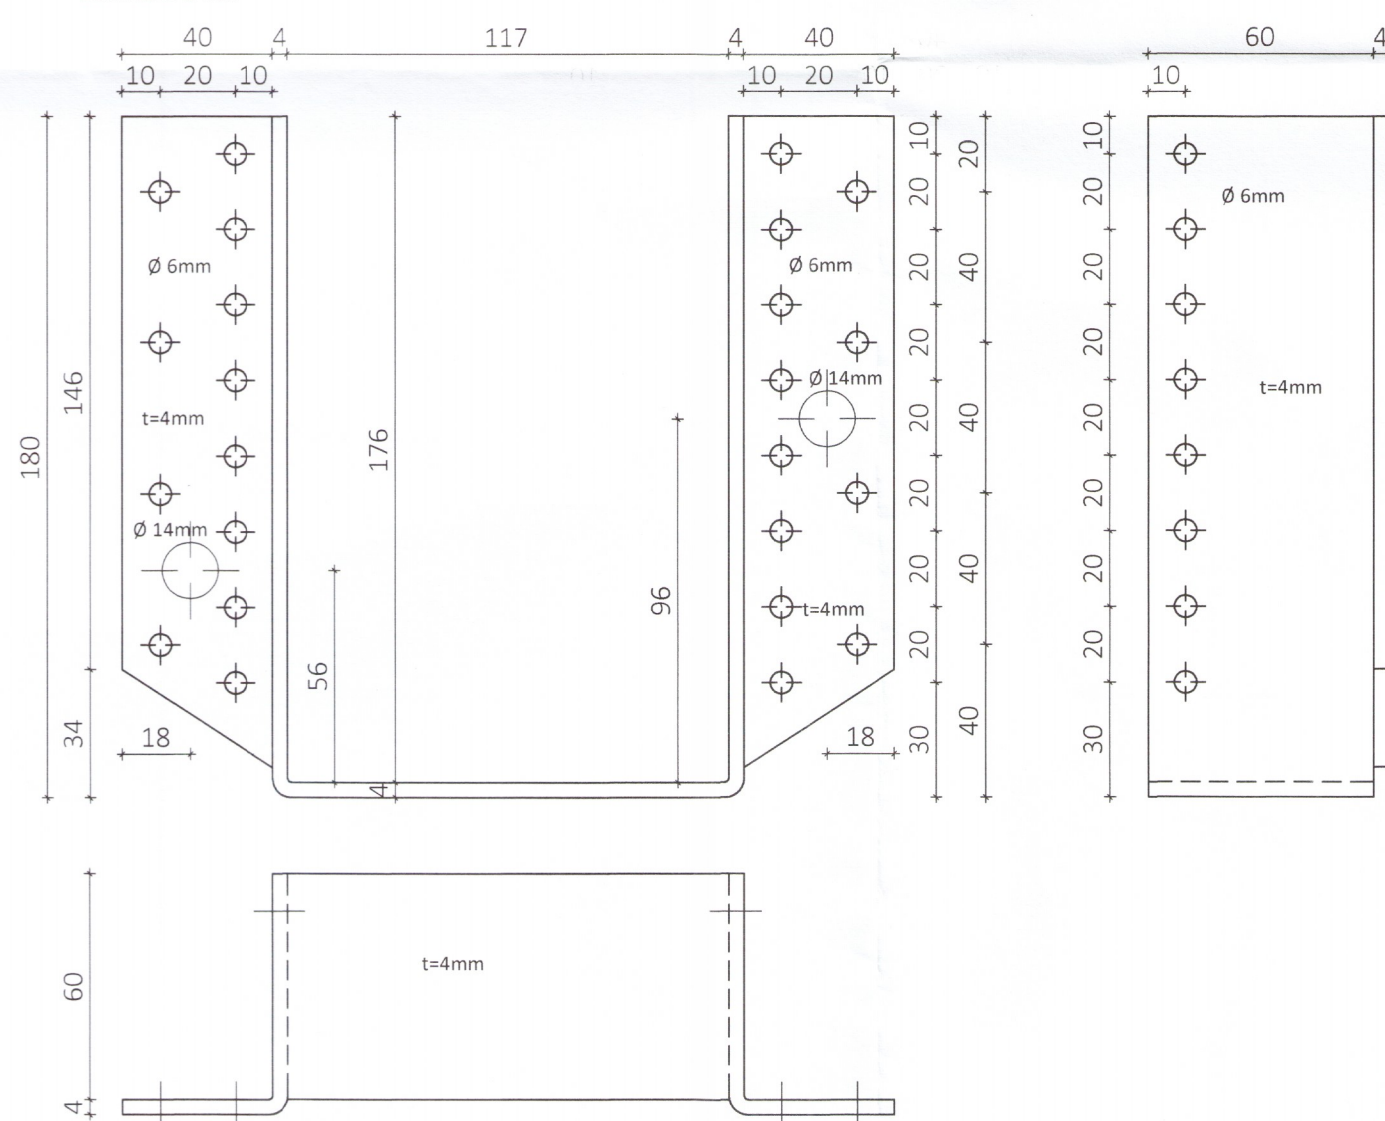 40 4 117 4 40 60 4
10 20 10 10 20 10 10
10 20 10
20 20
Ø 6mm
Ø 6mm Ø 6mm
20 40 20
146 20 20
Ø 14mm t=4mm
t=4mm
180 176 20 40 20
20 20
Ø 14mm
20 40 20
96 t=4mm
56 20 20
34 18 18 30 40 30
4
t=4mm
60
4